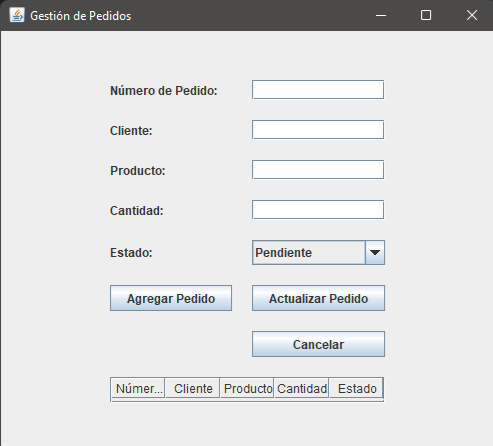 Gestión de Pedidos
Número de Pedido:
Cliente:
Producto:
Cantidad:
Estado: Pendiente
Agregar Pedido Actualizar Pedido
Cancelar
Númer... Cliente Producto Cantidad Estado